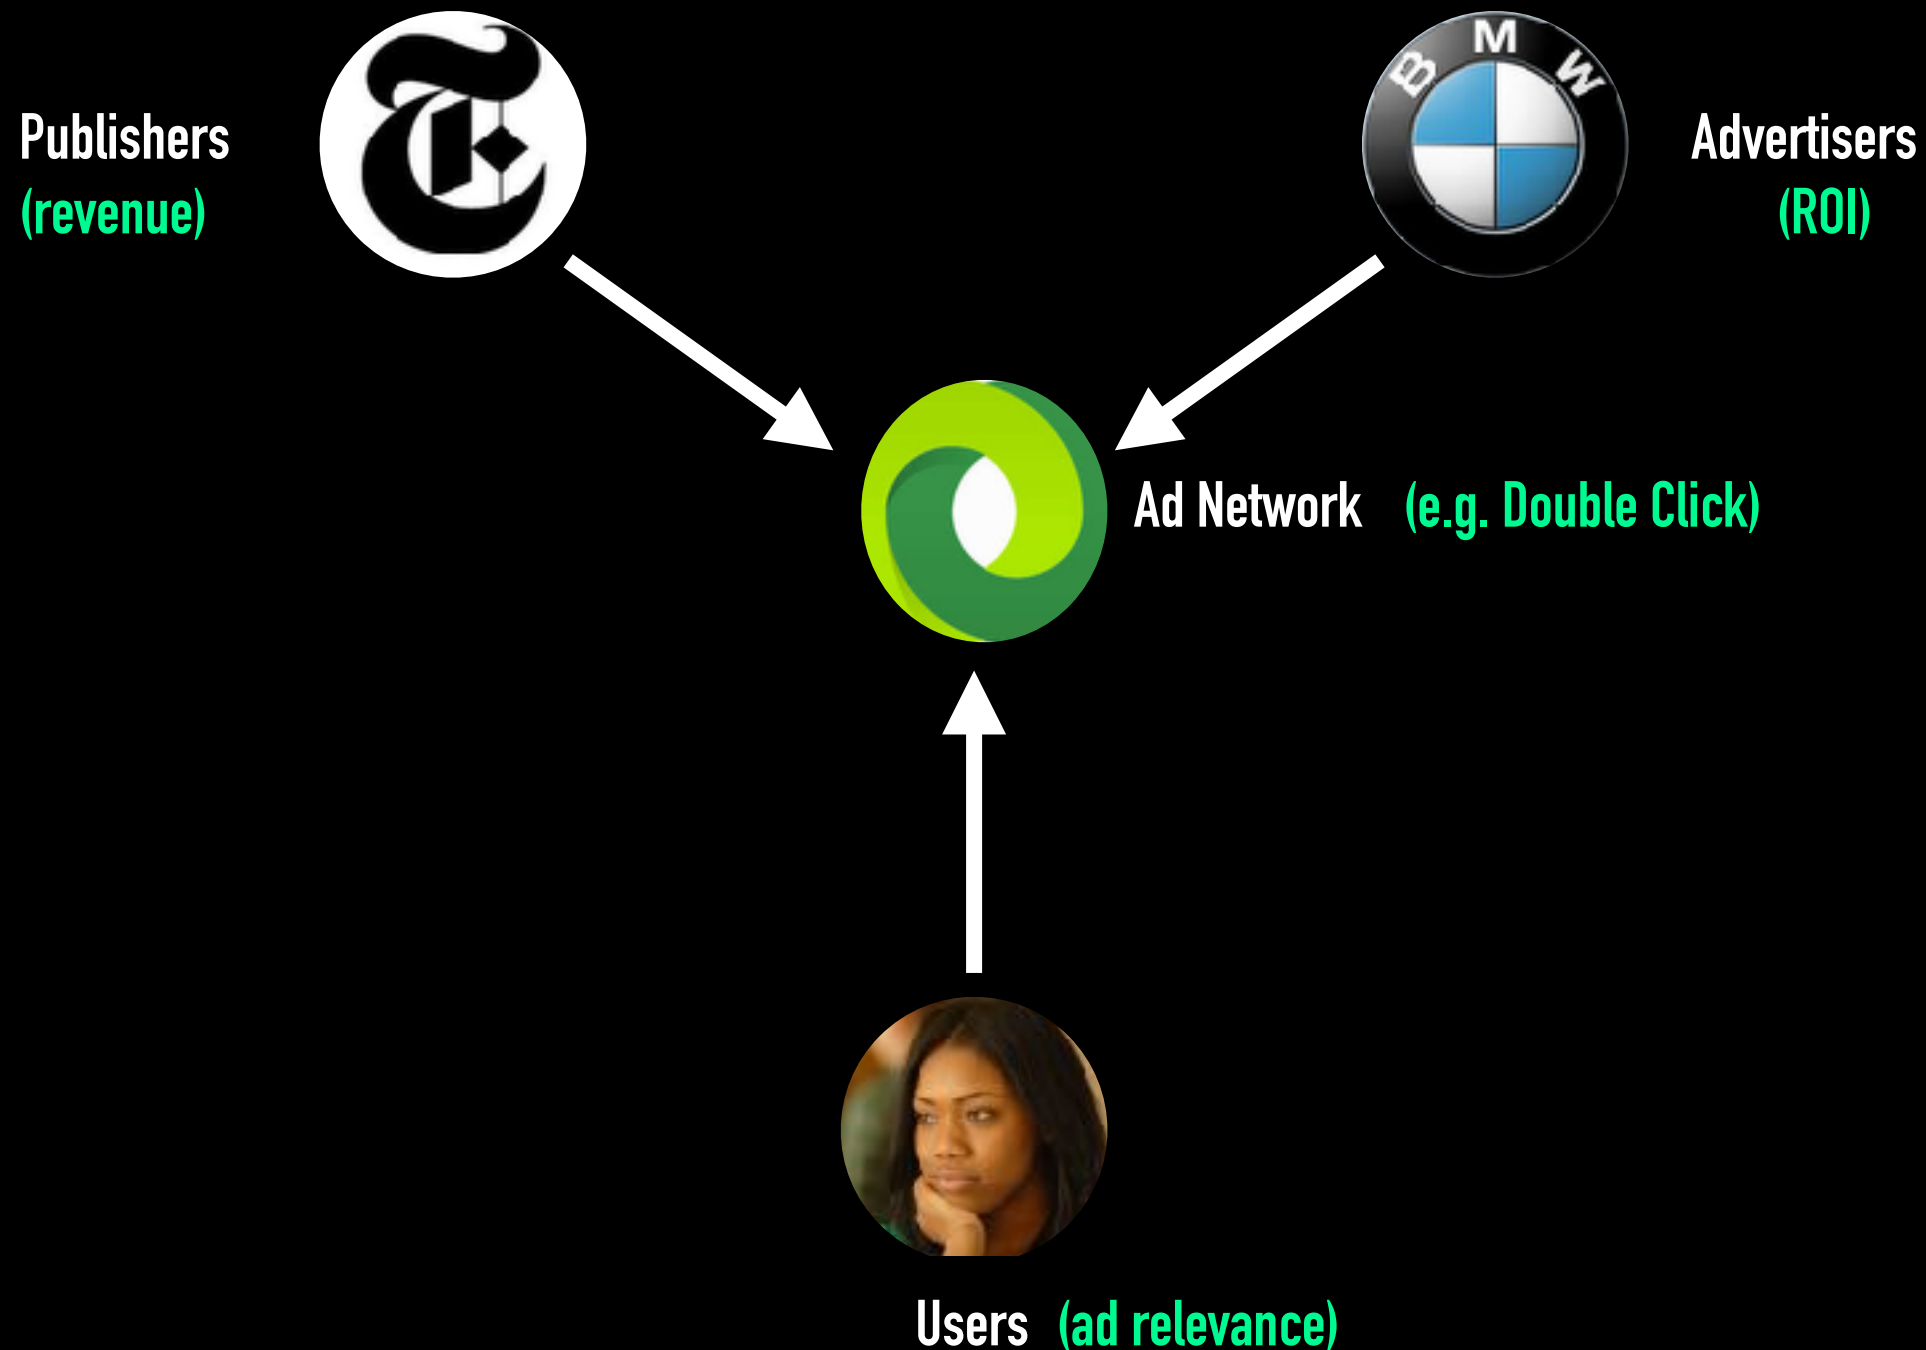 Publishers
(revenue)
BMW
Advertisers
(ROI)
Ad Network (e.g. Double Click)
Users (ad relevance)